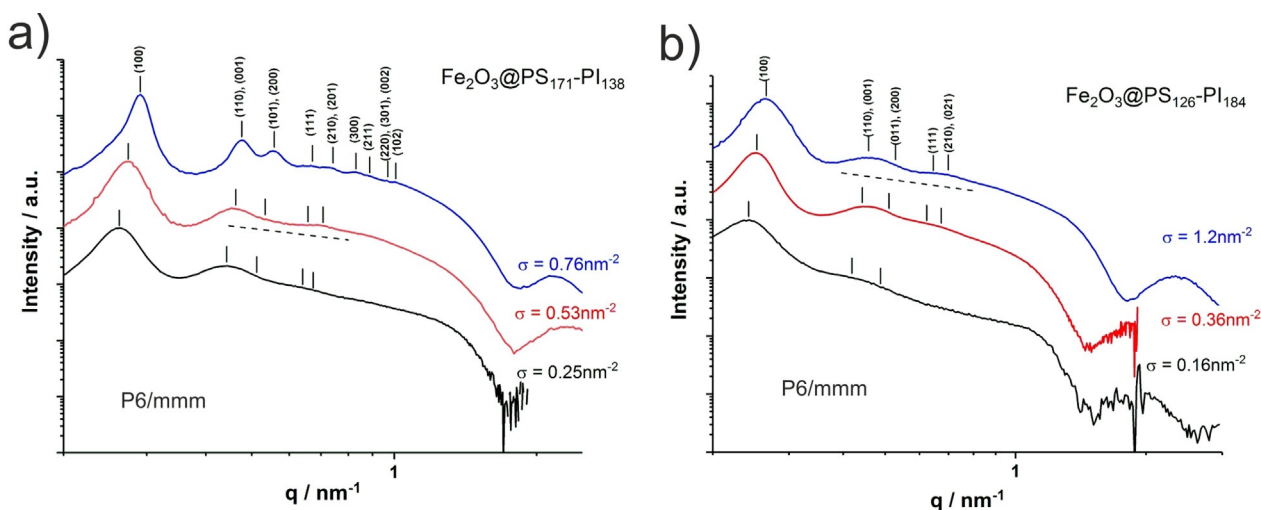 a)
Fe₂O₃@PS₁₇₁-PI₁₃₈
(100)
(110), (001)
(101), (200)
(111)
(210), (201)
(300)
(211)
(220), (301), (002)
(102)
σ = 0.76nm⁻²
σ = 0.53nm⁻²
σ = 0.25nm⁻²
P6/mmm
Intensity / a.u.
1
q / nm⁻¹
b)
Fe₂O₃@PS₁₂₆-PI₁₈₄
(100)
(110), (001)
(011), (200)
(111)
(210), (021)
σ = 1.2nm⁻²
σ = 0.36nm⁻²
σ = 0.16nm⁻²
P6/mmm
Intensity / a.u.
1
q / nm⁻¹